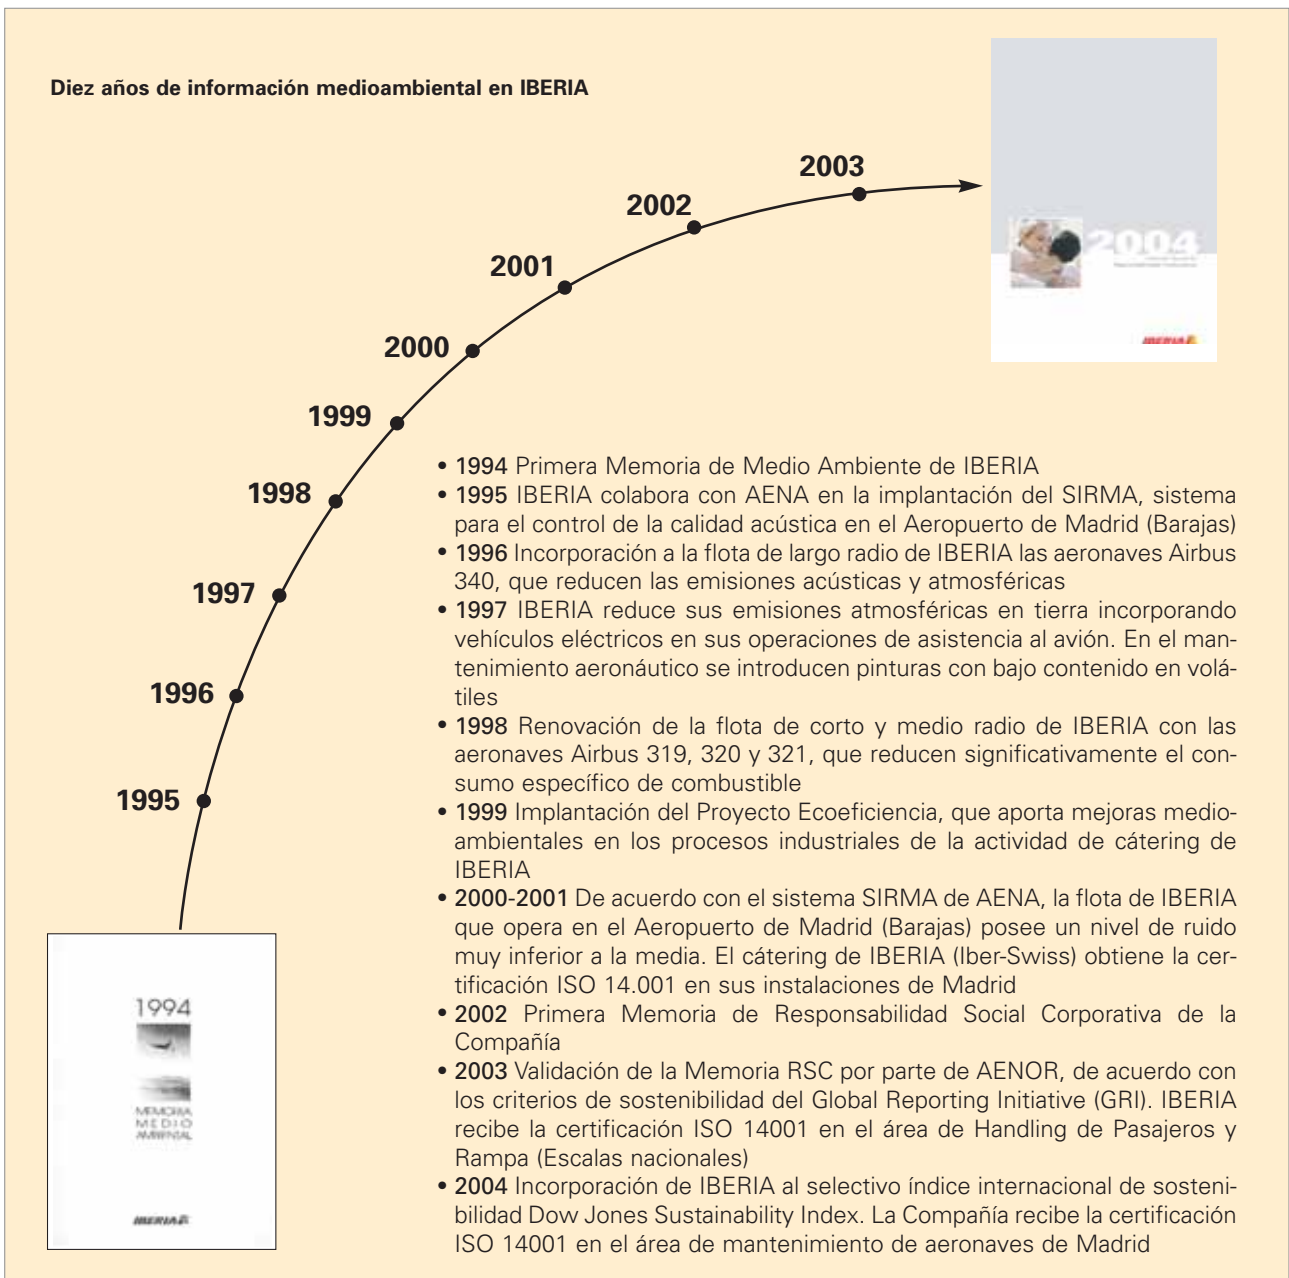 Diez años de información medioambiental en IBERIA
2003
2002
2001
2000
1999
1998
1997
1996
1995
2004
IBERIA
• 1994 Primera Memoria de Medio Ambiente de IBERIA
• 1995 IBERIA colabora con AENA en la implantación del SIRMA, sistema
para el control de la calidad acústica en el Aeropuerto de Madrid (Barajas)
• 1996 Incorporación a la flota de largo radio de IBERIA las aeronaves Airbus
340, que reducen las emisiones acústicas y atmosféricas
• 1997 IBERIA reduce sus emisiones atmosféricas en tierra incorporando
vehículos eléctricos en sus operaciones de asistencia al avión. En el man-
tenimiento aeronáutico se introducen pinturas con bajo contenido en volá-
tiles
• 1998 Renovación de la flota de corto y medio radio de IBERIA con las
aeronaves Airbus 319, 320 y 321, que reducen significativamente el con-
sumo específico de combustible
• 1999 Implantación del Proyecto Ecoeficiencia, que aporta mejoras medio-
ambientales en los procesos industriales de la actividad de cátering de
IBERIA
• 2000-2001 De acuerdo con el sistema SIRMA de AENA, la flota de IBERIA
que opera en el Aeropuerto de Madrid (Barajas) posee un nivel de ruido
muy inferior a la media. El cátering de IBERIA (Iber-Swiss) obtiene la cer-
tificación ISO 14.001 en sus instalaciones de Madrid
• 2002 Primera Memoria de Responsabilidad Social Corporativa de la
Compañía
• 2003 Validación de la Memoria RSC por parte de AENOR, de acuerdo con
los criterios de sostenibilidad del Global Reporting Initiative (GRI). IBERIA
recibe la certificación ISO 14001 en el área de Handling de Pasajeros y
Rampa (Escalas nacionales)
• 2004 Incorporación de IBERIA al selectivo índice internacional de sosteni-
bilidad Dow Jones Sustainability Index. La Compañía recibe la certificación
ISO 14001 en el área de mantenimiento de aeronaves de Madrid
1994
MEMORIA
MEDIO
AMBIENTAL
IBERIA